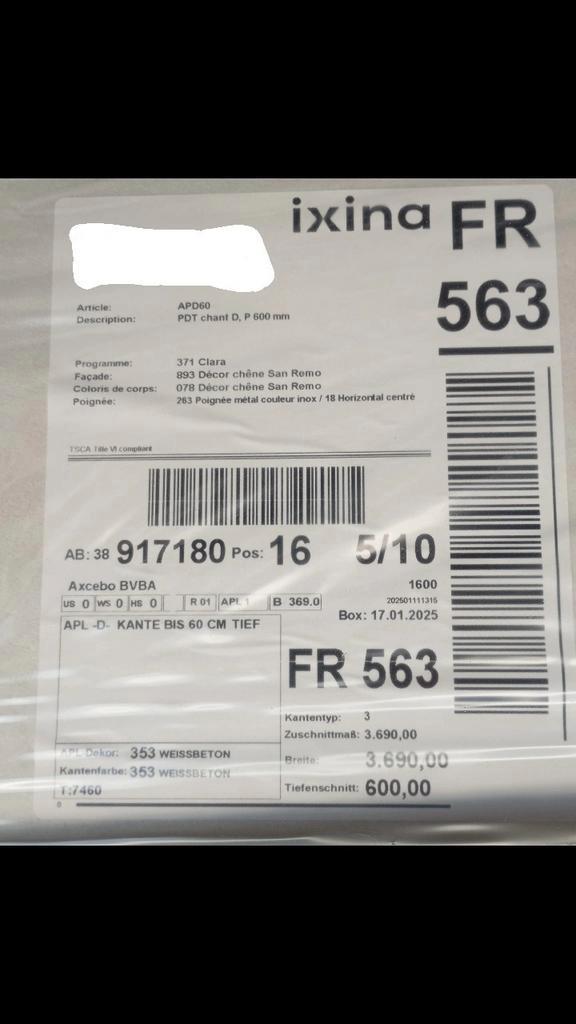 ixina FR
563
Article: APD60
Description: PDT chant D, P 600 mm
Programme: 371 Clara
Façade: 893 Décor chêne San Remo
Coloris de corps: 078 Décor chêne San Remo
Poignée: 263 Poignée métal couleur inox / 18 Horizontal centré
TSCA Title VI compliant
AB: 38 917180 Pos: 16 5/10
Axcebo BVBA 1600
US 0 WS 0 HS 0 R 01 APL 1 B 369.0 202501111315
Box: 17.01.2025
APL -D- KANTE BIS 60 CM TIEF
FR 563
Kantentyp: 3
Zuschnittmaß: 3.690,00
APL-Dekor: 353 WEISSBETON Breite: 3.690,00
Kantenfarbe: 353 WEISSBETON
T:7460 Tiefenschnitt: 600,00
0